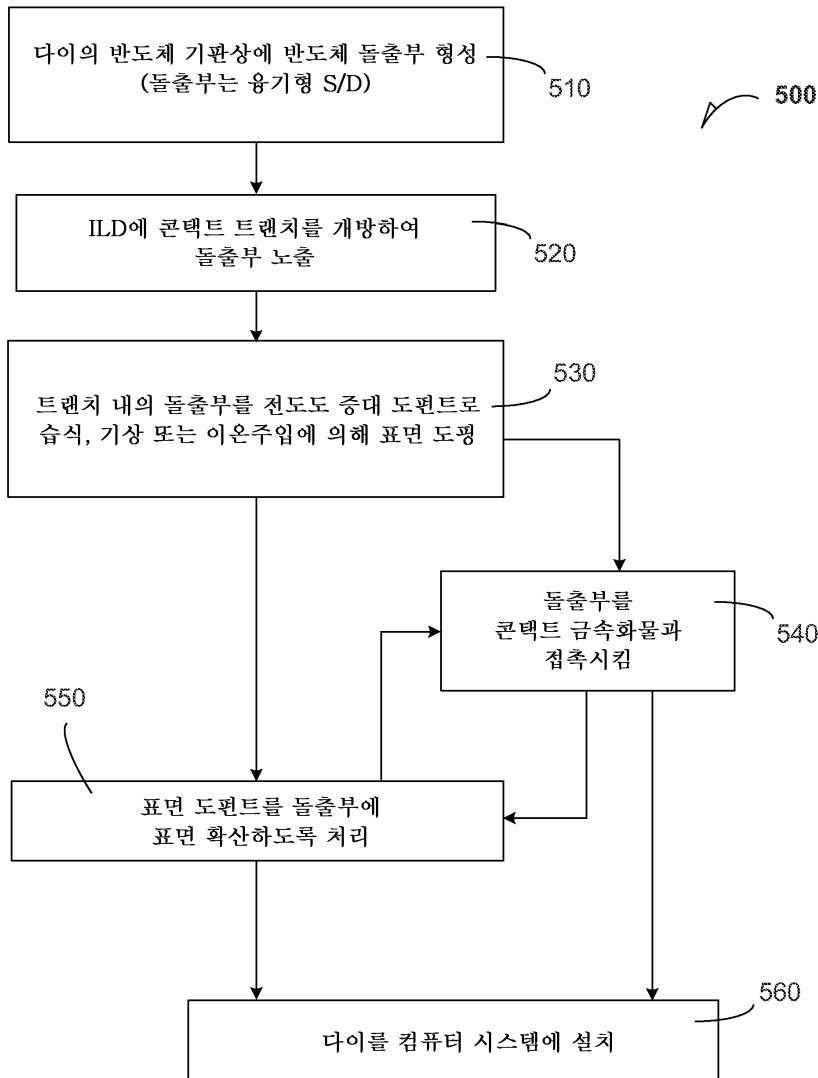 다이의 반도체 기판상에 반도체 돌출부 형성
(돌출부는 융기형 S/D)
510
500
ILD에 콘택트 트랜치를 개방하여
돌출부 노출
520
530
트랜치 내의 돌출부를 전도도 증대 도펀트로
습식, 기상 또는 이온주입에 의해 표면 도핑
돌출부를
콘택트 금속화물과
접촉시킴
540
550
표면 도펀트를 돌출부에
표면 확산하도록 처리
560
다이를 컴퓨터 시스템에 설치